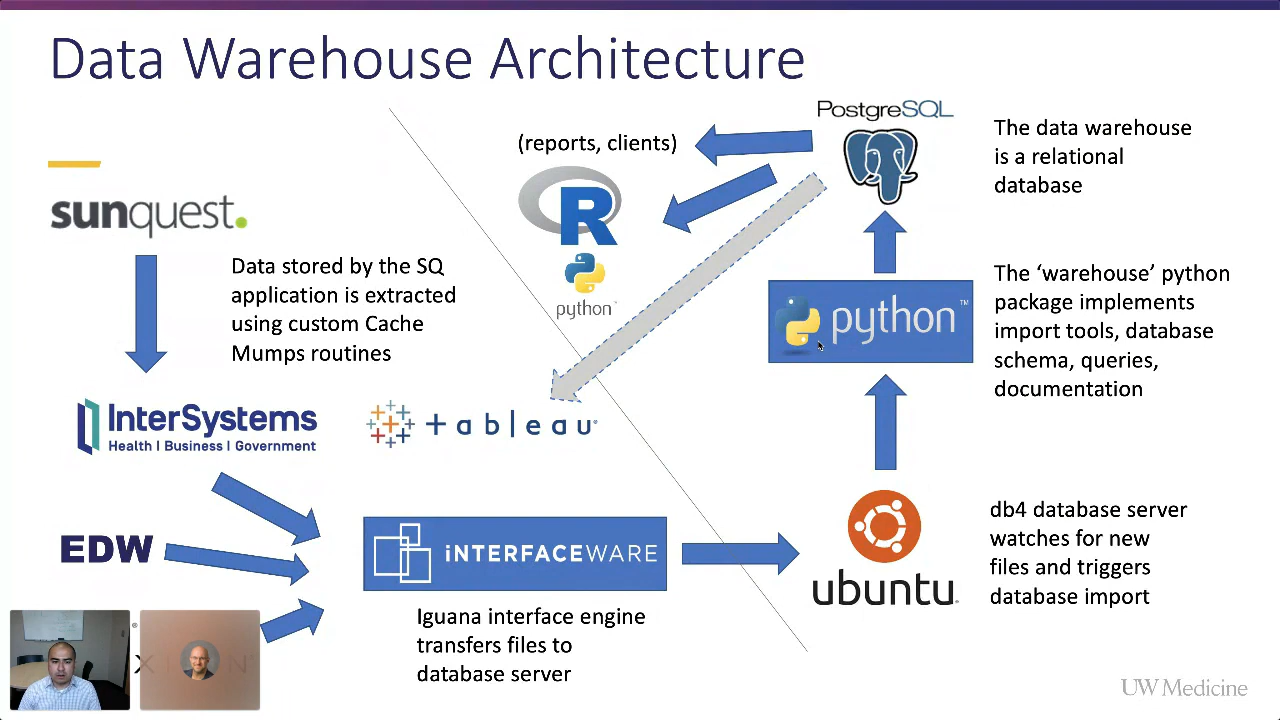 Data Warehouse Architecture
PostgreSQL
(reports, clients)
The data warehouse
is a relational
database
sunquest.
Data stored by the SQ
application is extracted
using custom Cache
Mumps routines
python
python™
The ‘warehouse’ python
package implements
import tools, database
schema, queries,
documentation
InterSystems
Health | Business | Government
+ a b | e a u®
EDW
iNTERFACEWARE
ubuntu
db4 database server
watches for new
files and triggers
database import
Iguana interface engine
transfers files to
database server
UW Medicine